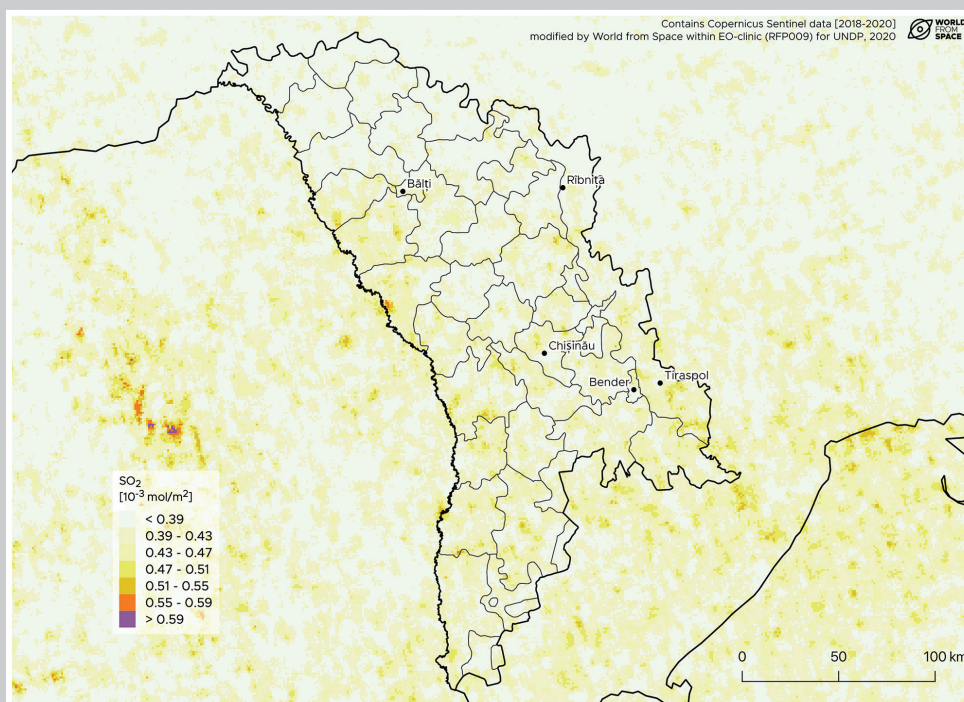 Contains Copernicus Sentinel data [2018-2020]
modified by World from Space within EO-clinic (RFP009) for UNDP, 2020
WORLD
FROM
SPACE
Bălți
Rîbnița
Chișinău
Bender
Tiraspol
SO2
[10-3 mol/m2]
< 0.39
0.39 - 0.43
0.43 - 0.47
0.47 - 0.51
0.51 - 0.55
0.55 - 0.59
> 0.59
0 50 100 km